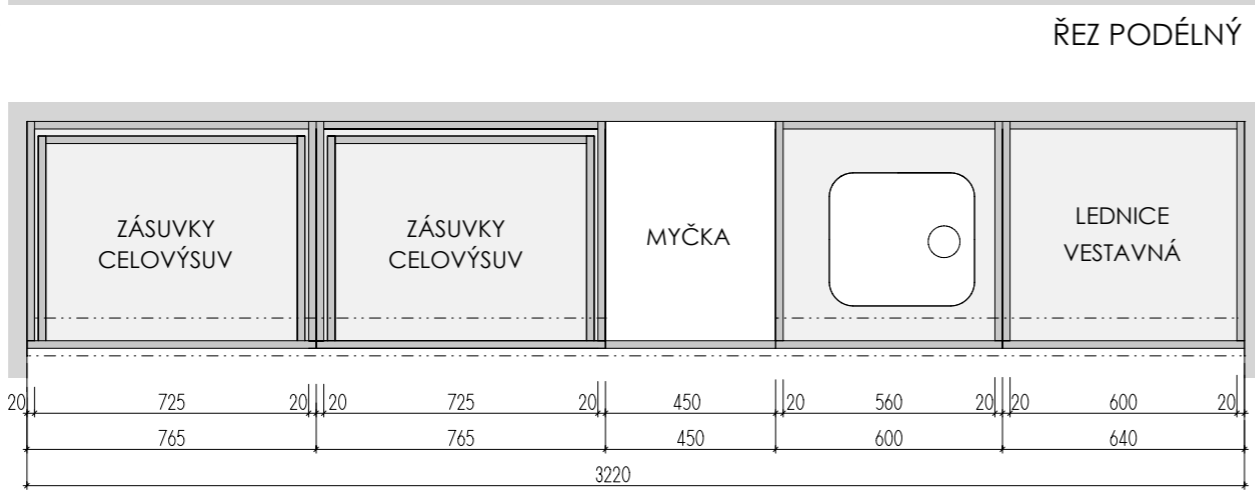 ŘEZ PODÉLNÝ
ZÁSUVKY
CELOVÝSUV
ZÁSUVKY
CELOVÝSUV
MYČKA
LEDNICE
VESTAVNÁ
20 725 20 20 725 20 450 20 560 20 20 600 20
765 765 450 600 640
3220